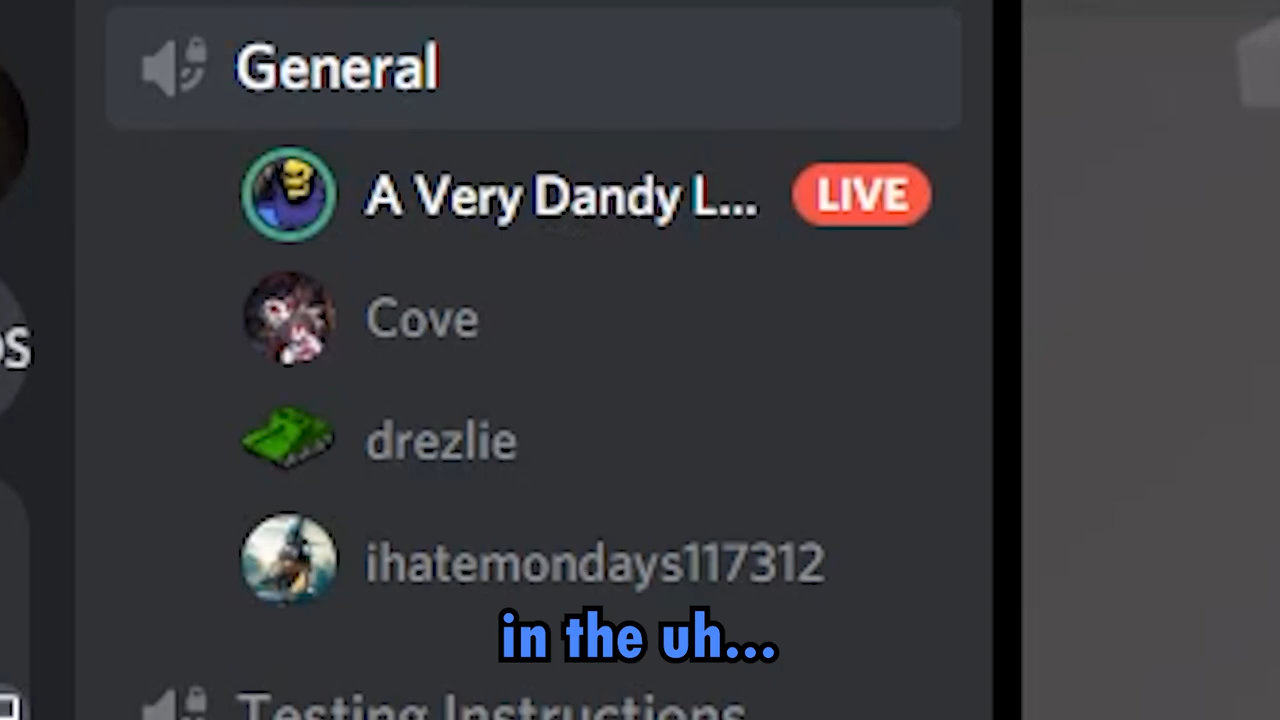 General
A Very Dandy L...
LIVE
Cove
drezlie
ihatemondays117312
in the uh...
Testing Instructions